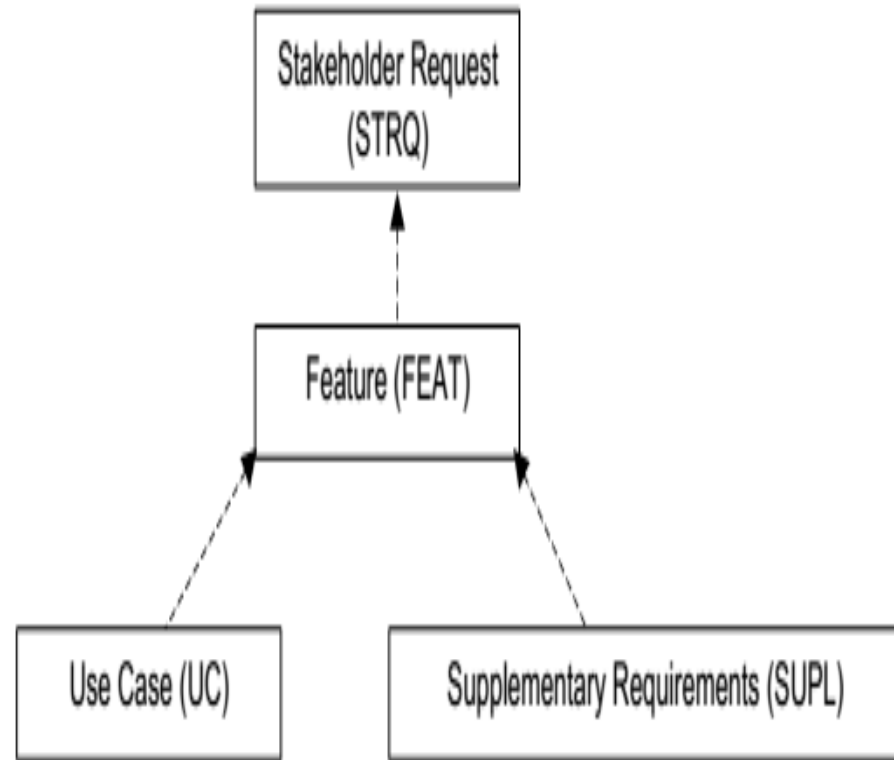 Stakeholder Request
(STRQ)
Feature (FEAT)
Use Case (UC)
Supplementary Requirements (SUPL)